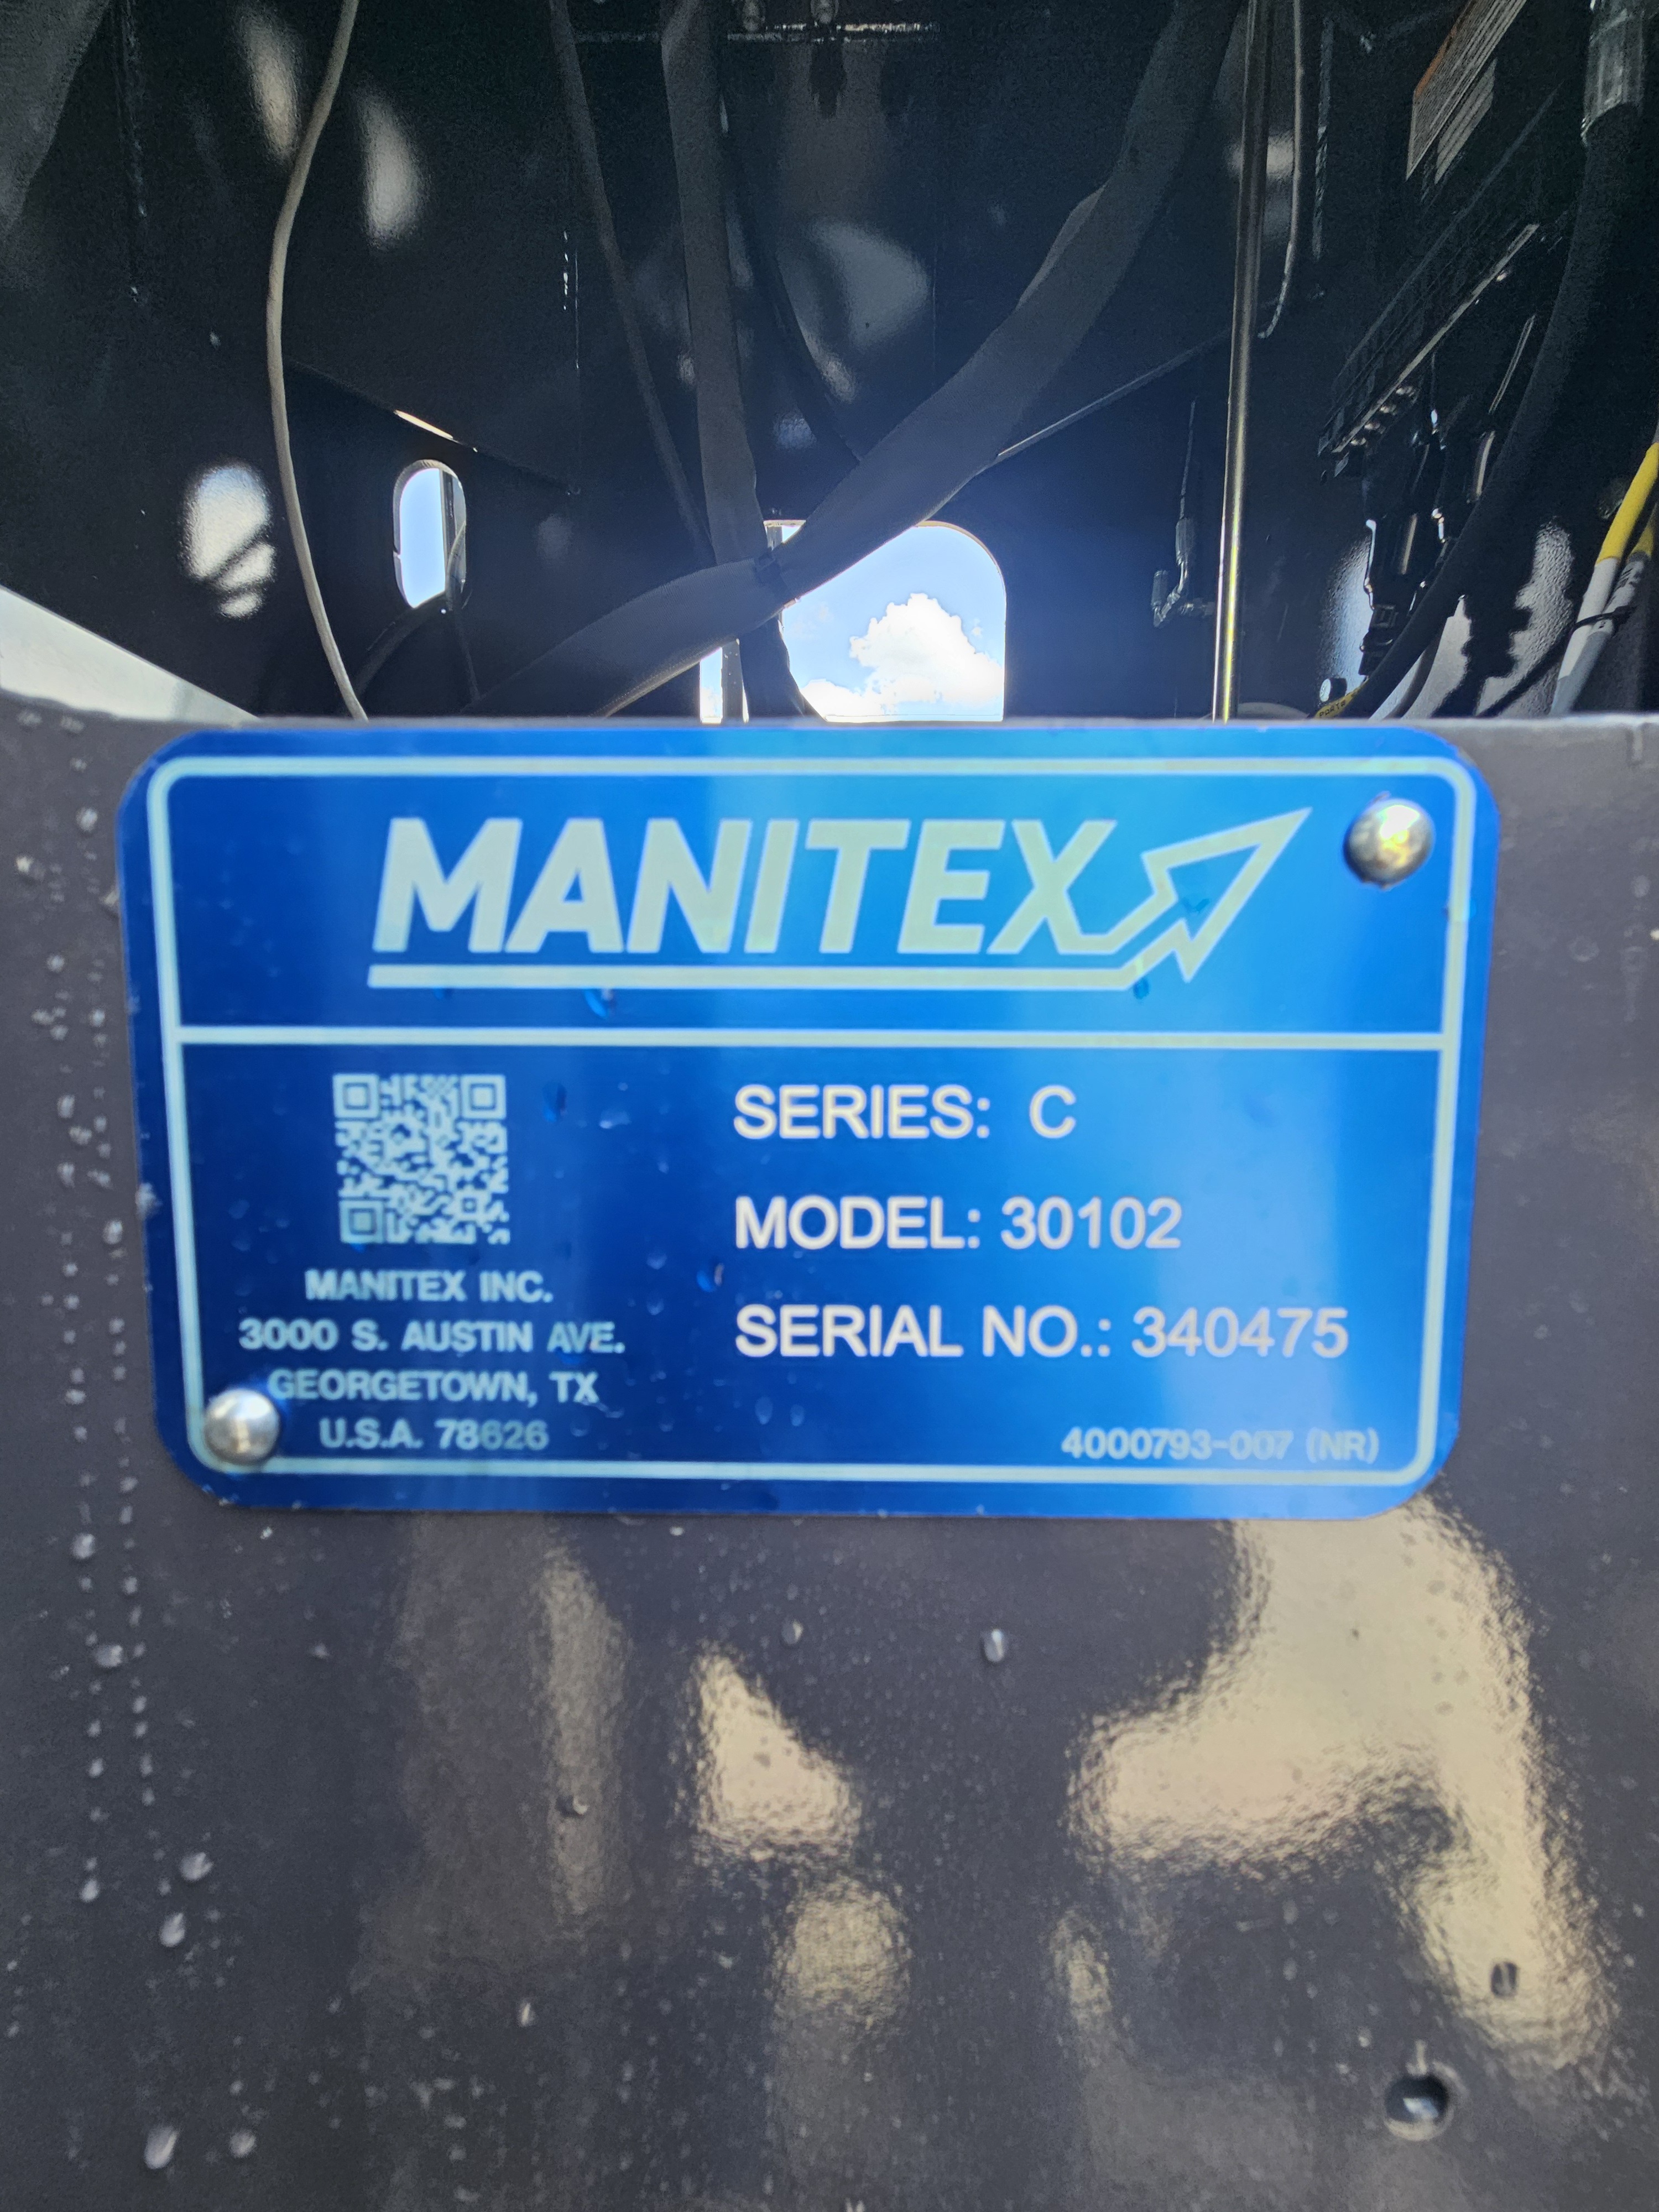 MANITEX
SERIES: C
MODEL: 30102
SERIAL NO.: 340475
MANITEX INC.
3000 S. AUSTIN AVE.
GEORGETOWN, TX
U.S.A. 78626
4000793-007 (NR)